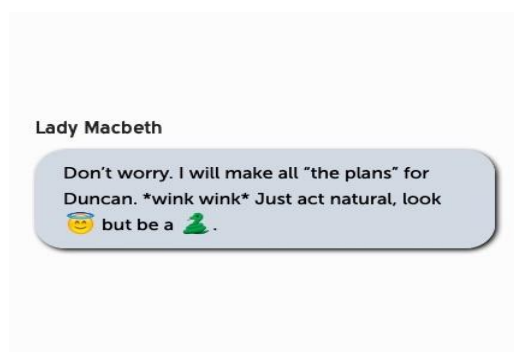 Lady Macbeth
Don't worry. I will make all “the plans” for
Duncan. *wink wink* Just act natural, look
😇 but be a 🐍.